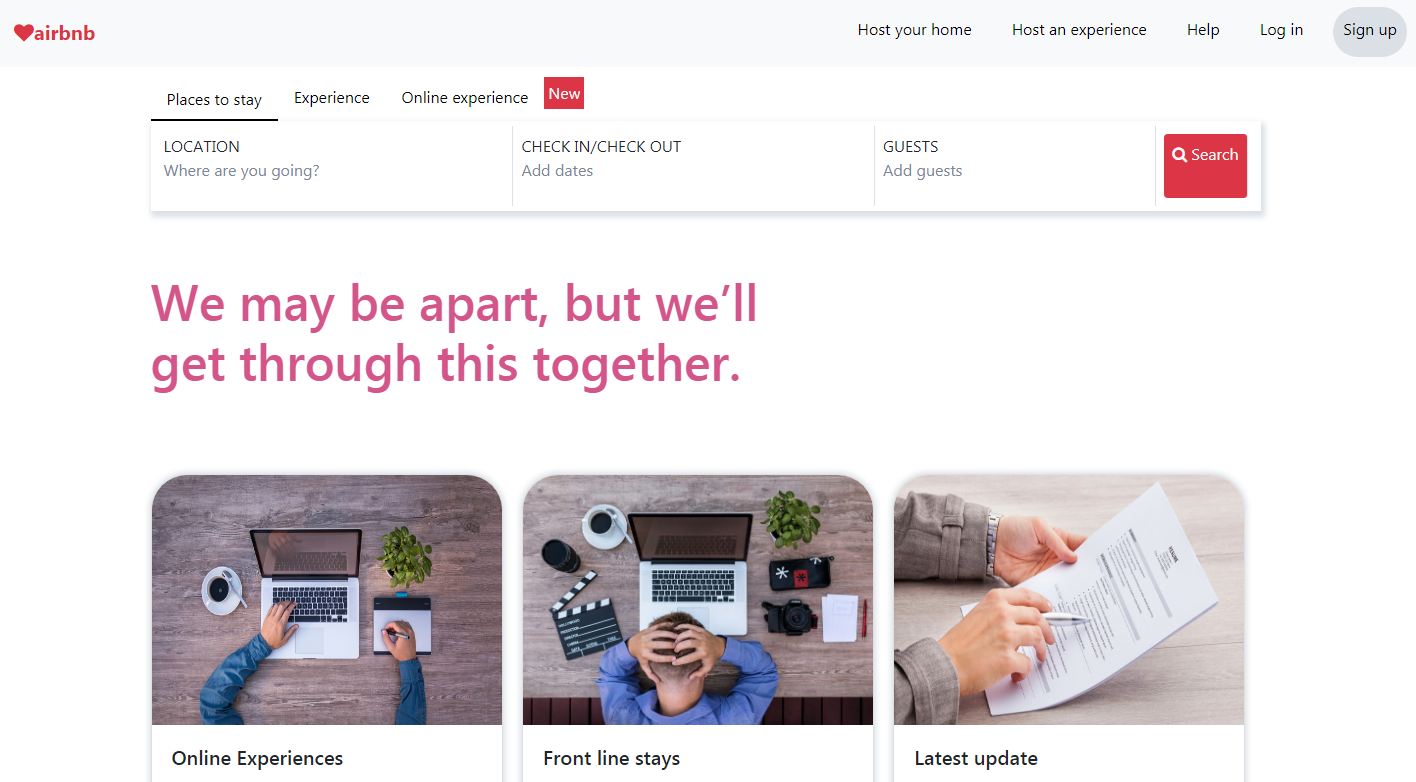 airbnb
Host your home
Host an experience
Help
Log in
Sign up
Places to stay
Experience
Online experience
New
LOCATION
Where are you going?
CHECK IN/CHECK OUT
Add dates
GUESTS
Add guests
Search
We may be apart, but we’ll
get through this together.
RESUME
Online Experiences
Front line stays
Latest update